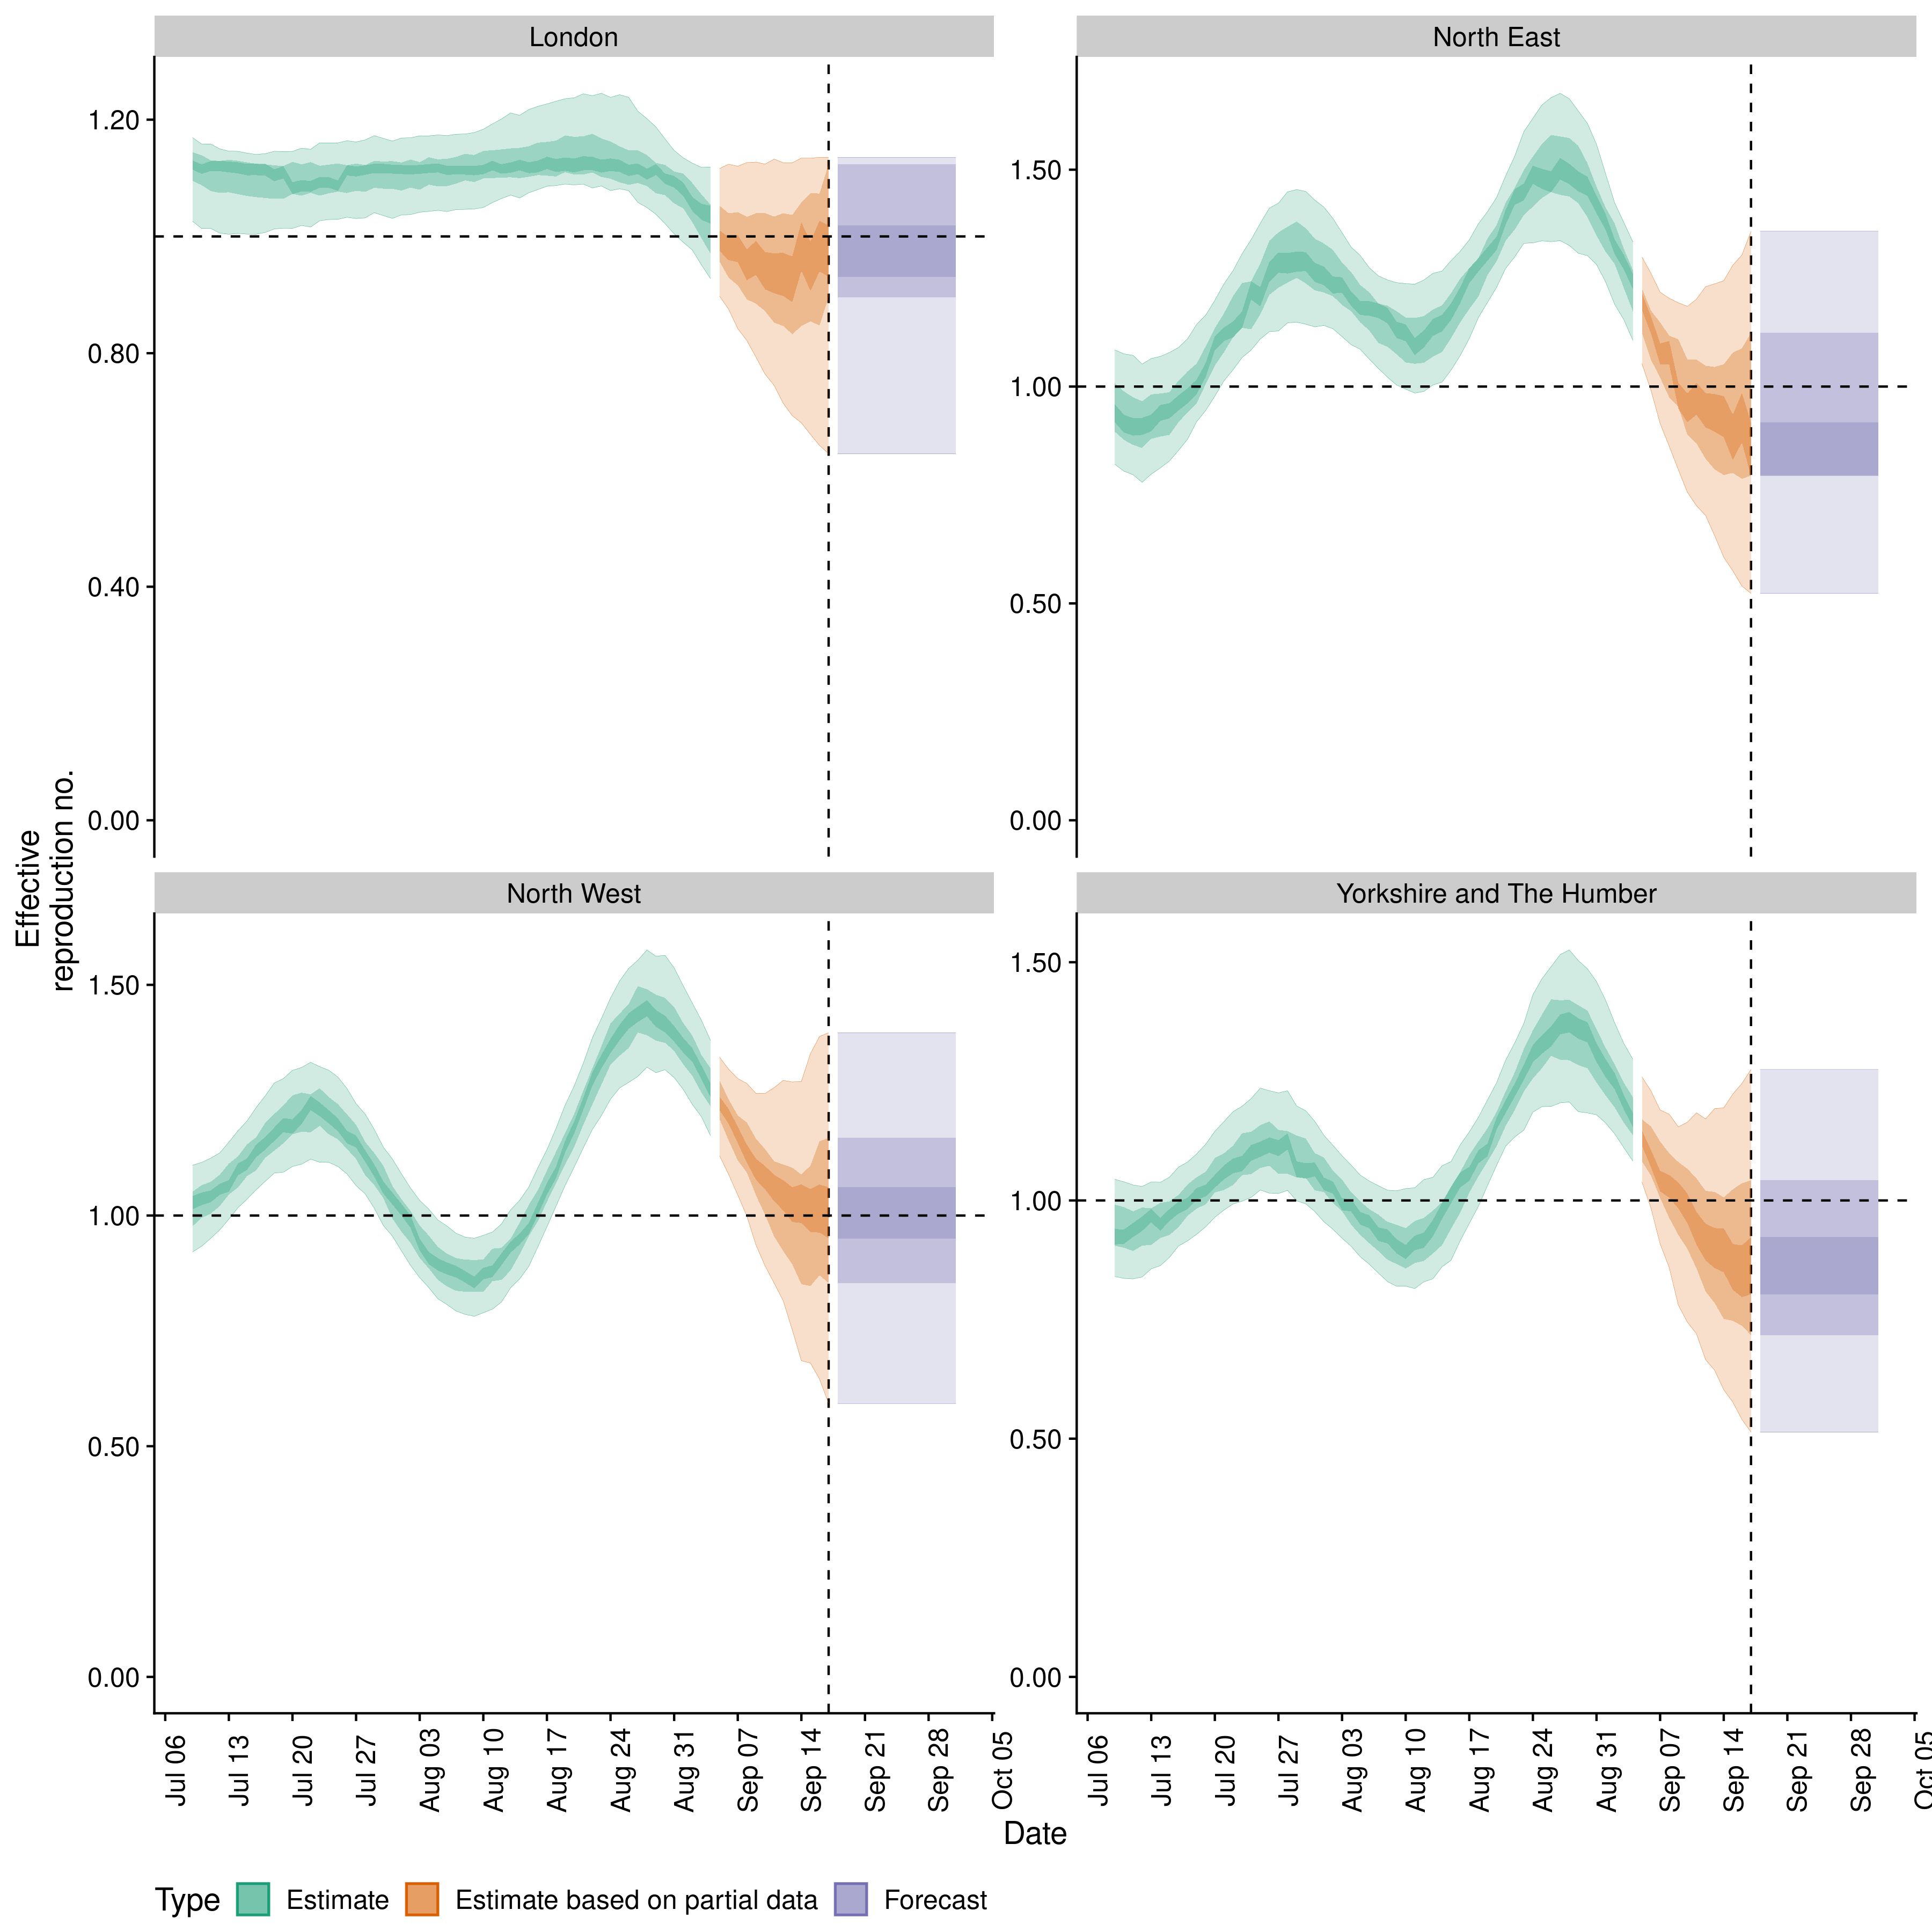 London
North East
1.20
0.80
0.40
0.00
1.50
1.00
0.50
0.00
Effective
reproduction no.
North West
Yorkshire and The Humber
1.50
1.00
0.50
0.00
1.50
1.00
0.50
0.00
Jul 06
Jul 13
Jul 20
Jul 27
Aug 03
Aug 10
Aug 17
Aug 24
Aug 31
Sep 07
Sep 14
Sep 21
Sep 28
Oct 05
Jul 06
Jul 13
Jul 20
Jul 27
Aug 03
Aug 10
Aug 17
Aug 24
Aug 31
Sep 07
Sep 14
Sep 21
Sep 28
Oct 05
Date
Type Estimate Estimate based on partial data Forecast